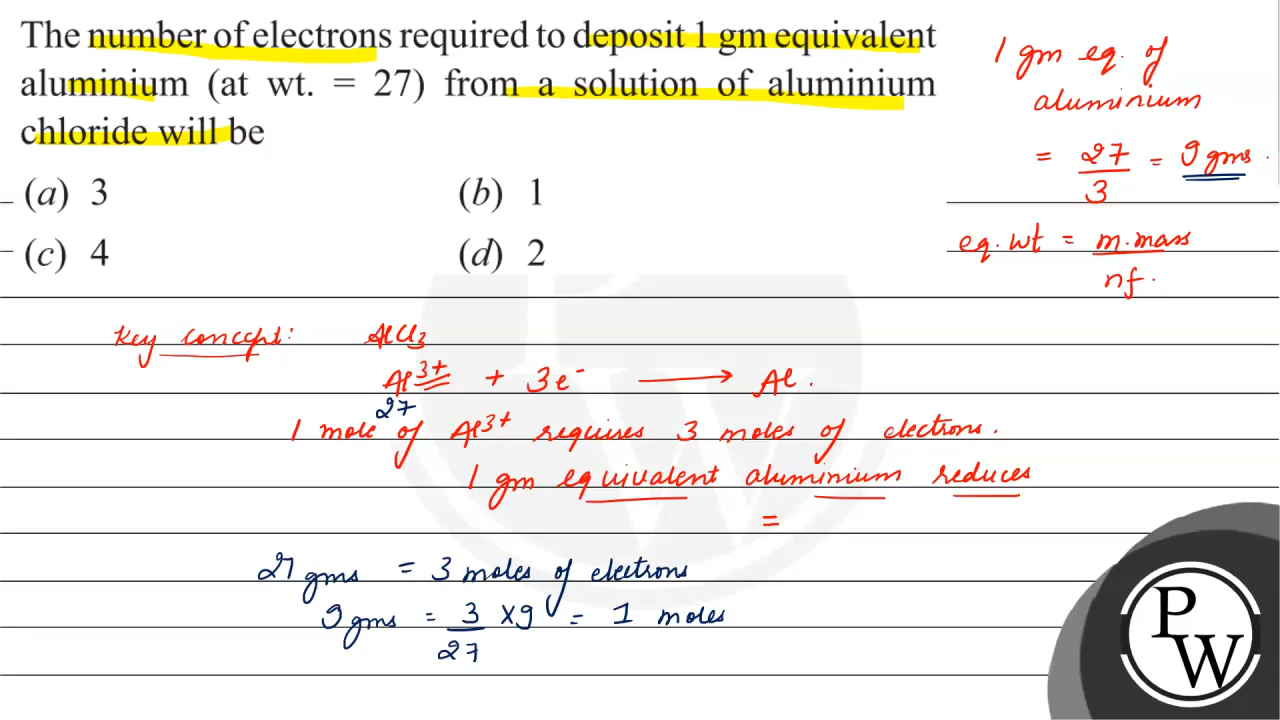 The number of electrons required to deposit 1 gm equivalent
aluminium (at wt. = 27) from a solution of aluminium
chloride will be
(a) 3
(b) 1
(c) 4
(d) 2
1 gm eq. of
aluminium
= 27/3 = 9 gms.
eq. wt = m.mass/nf.
Key concept: AlCl3
Al3+ + 3e- → Al.
27
1 mole of Al3+ requires 3 moles of electrons.
1 gm equivalent aluminium reduces
=
27 gms = 3 moles of electrons
9 gms = 3/27 × 9 = 1 moles
P
W